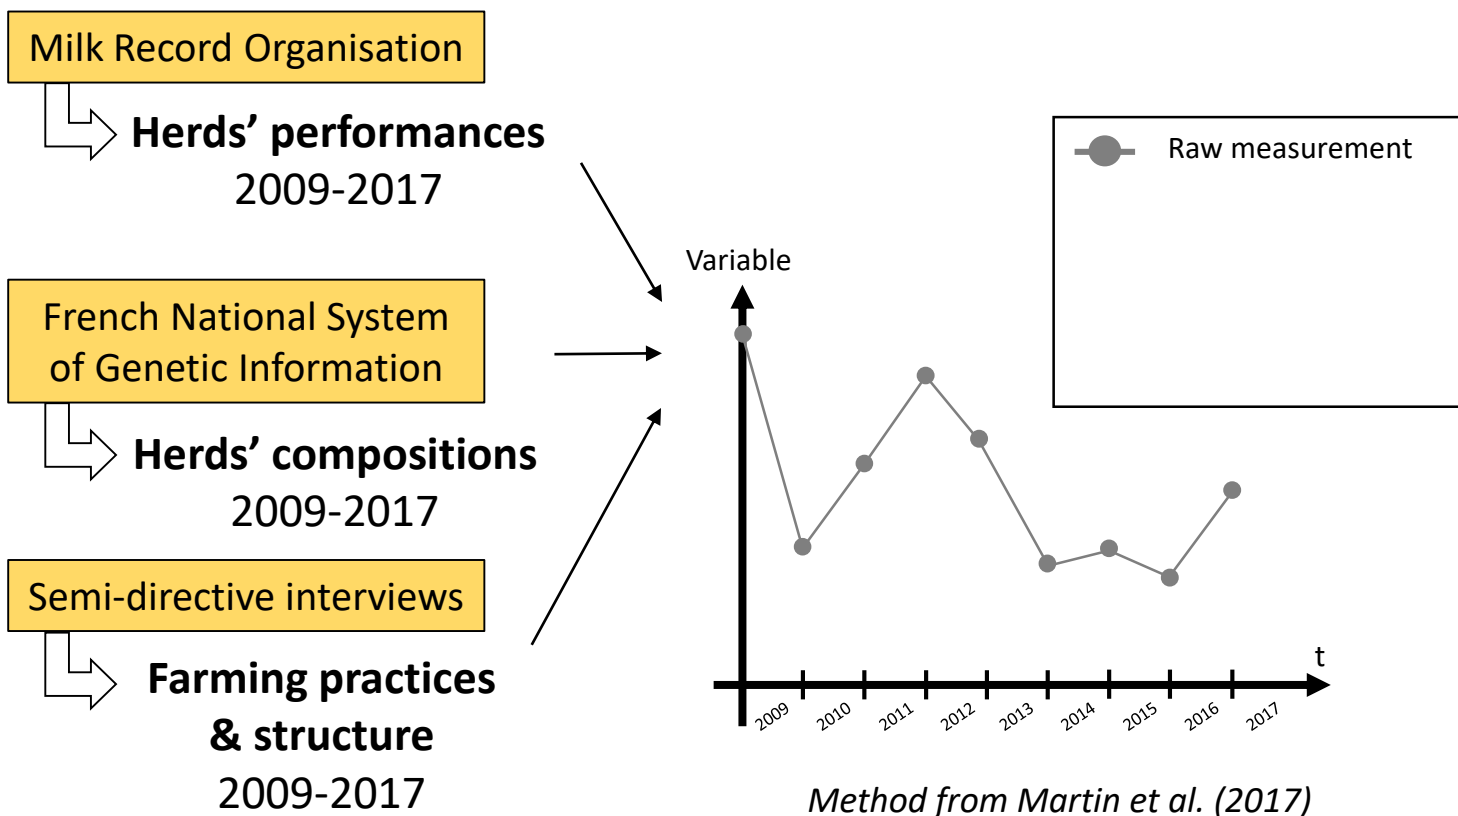 Milk Record Organisation
Herds' performances
2009-2017
French National System
of Genetic Information
Herds' compositions
2009-2017
Semi-directive interviews
Farming practices
& structure
2009-2017
Raw measurement
Variable
t
2009
2010
2011
2012
2013
2014
2015
2016
2017
Method from Martin et al. (2017)